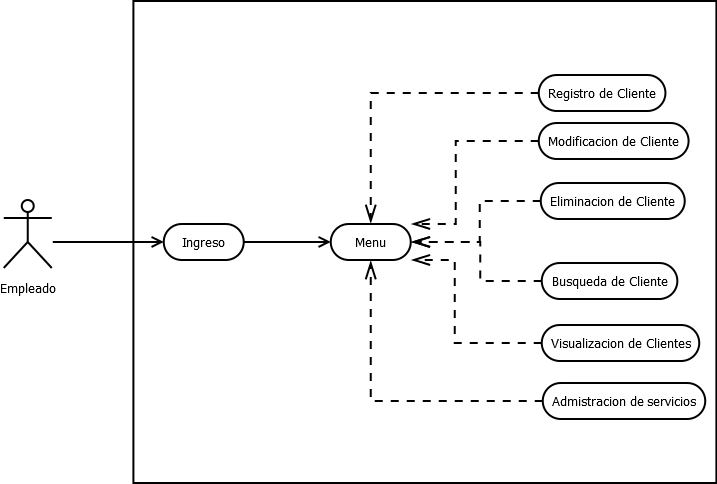 Registro de Cliente
Modificacion de Cliente
Eliminacion de Cliente
Ingreso
Menu
Empleado
Busqueda de Cliente
Visualizacion de Clientes
Admistracion de servicios